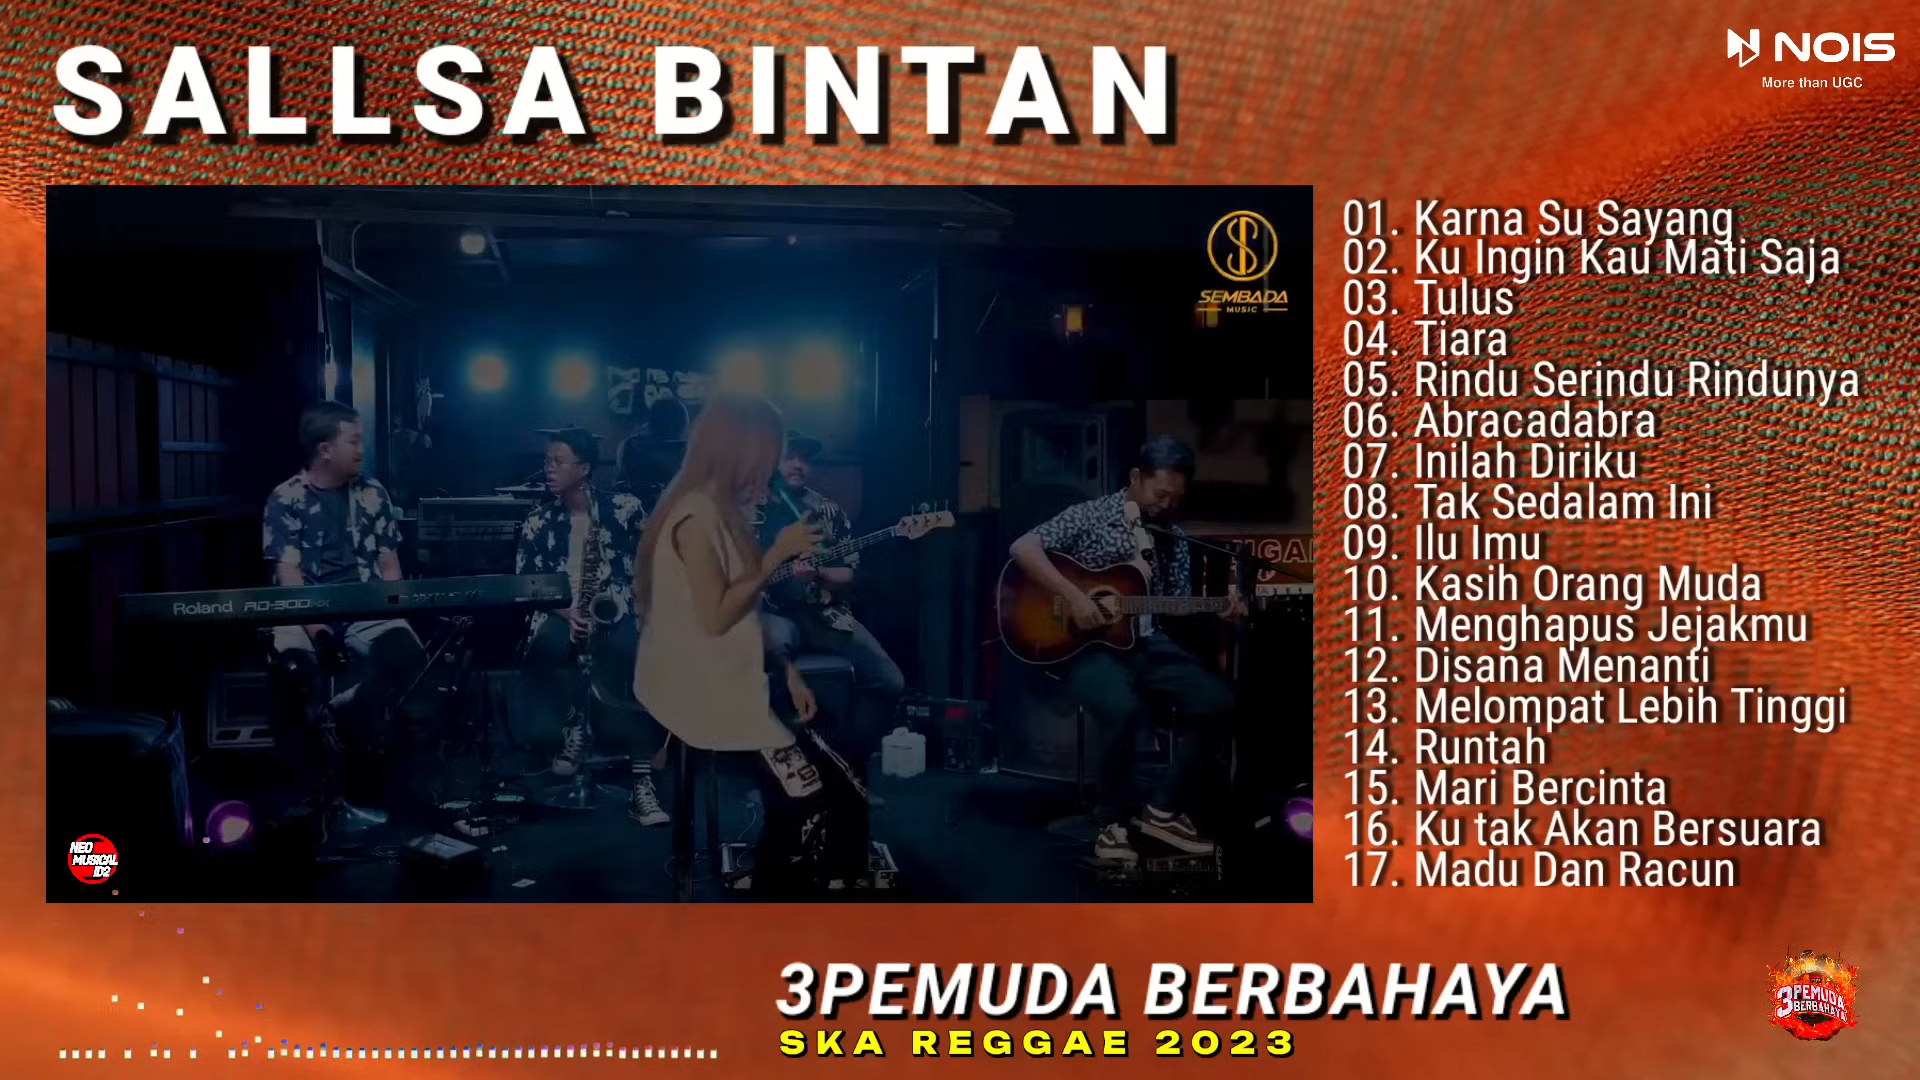 SALLSA BINTAN
NOIS
More than UGC
SEMBADA
MUSIC
Roland RD-300NX
NEO
MUSICAL
ID2
01. Karna Su Sayang
02. Ku Ingin Kau Mati Saja
03. Tulus
04. Tiara
05. Rindu Serindu Rindunya
06. Abracadabra
07. Inilah Diriku
08. Tak Sedalam Ini
09. Ilu Imu
10. Kasih Orang Muda
11. Menghapus Jejakmu
12. Disana Menanti
13. Melompat Lebih Tinggi
14. Runtah
15. Mari Bercinta
16. Ku tak Akan Bersuara
17. Madu Dan Racun
3PEMUDA BERBAHAYA
SKA REGGAE 2023
3PEMUDA
BERBAHAYA